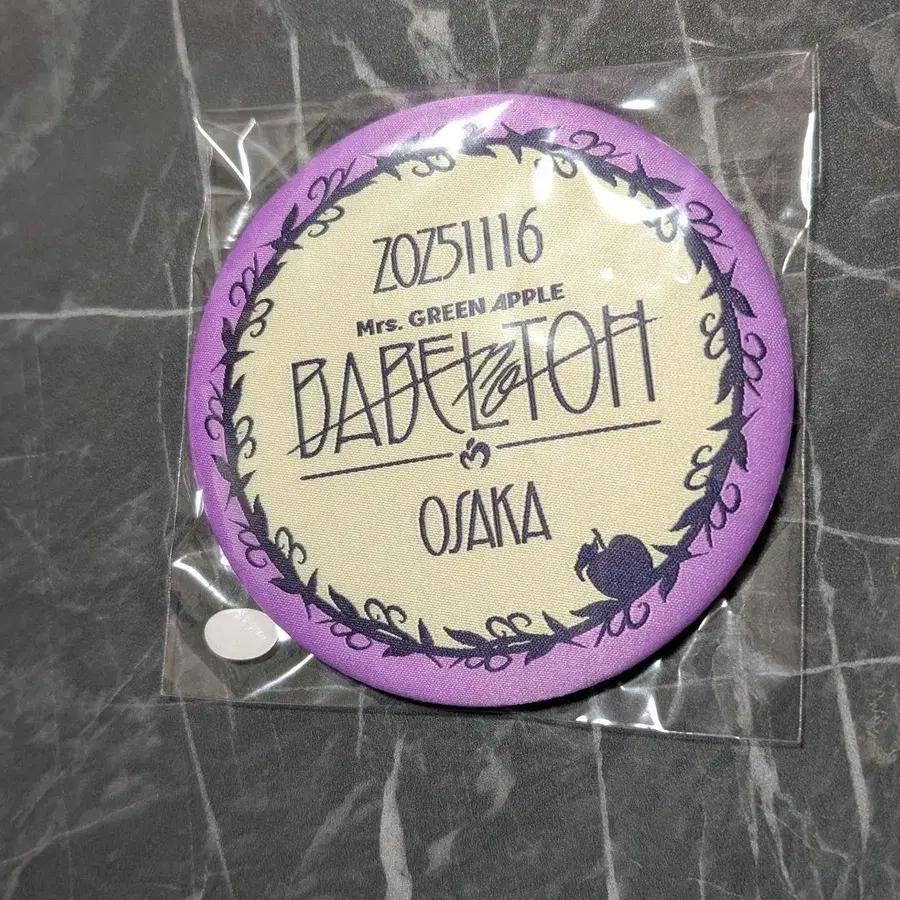 20251116
Mrs. GREEN APPLE
BABEL no TOH
OSAKA